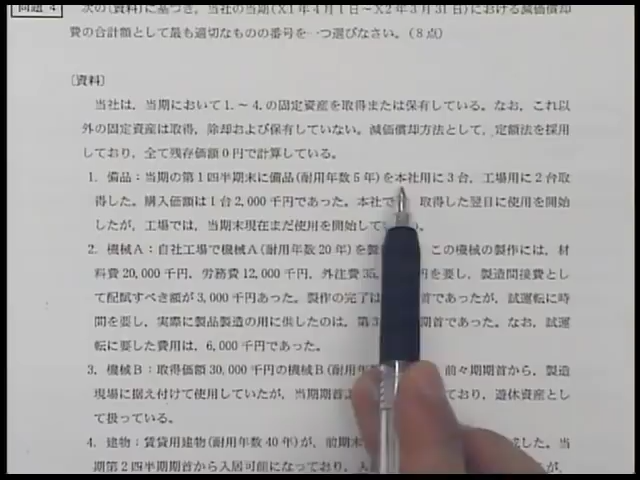 問題 4 次の〔資料〕に基づき，当社の当期(X1年4月1日～X2年3月31日)における減価償却
費の合計額として最も適切なものの番号を一つ選びなさい。(8点)
〔資料〕
当社は，当期において1.～4.の固定資産を取得または保有している。なお，これ以
外の固定資産は取得，除却および保有していない。減価償却方法として，定額法を採用
しており，全て残存価額0円で計算している。
1. 備品：当期の第1四半期末に備品(耐用年数5年)を本社用に3台，工場用に2台取
得した。購入価額は1台2,000千円であった。本社で 取得した翌日に使用を開始
したが，工場では，当期末現在まだ使用を開始して
2. 機械A：自社工場で機械A(耐用年数20年)を製 この機械の製作には，材
料費20,000千円，労務費12,000千円，外注費35, 円を要し，製造間接費とし
て配賦すべき額が3,000千円あった。製作の完了は 首であったが，試運転に時
間を要し，実際に製品製造の用に供したのは，第3 期首であった。なお，試運
転に要した費用は，6,000千円であった。
3. 機械B：取得価額30,000千円の機械B(耐用年 前々期期首から，製造
現場に据え付けて使用していたが，当期期首 ており，遊休資産とし
て扱っている。
4. 建物：賃貸用建物(耐用年数40年)が，前期末 した。当
期第2四半期期首から入居可能になっており，入 が，